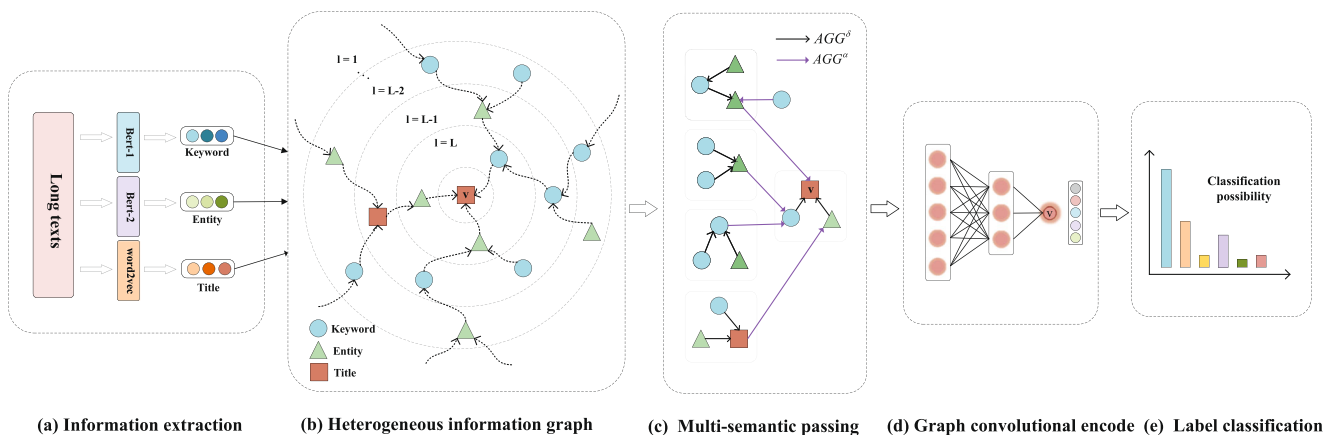 Long texts
Bert-1
Bert-2
word2vec
Keyword
Entity
Title
(a) Information extraction
l = 1
l = L-2
l = L-1
l = L
v
Keyword
Entity
Title
(b) Heterogeneous information graph
AGG^δ
AGG^α
v
(c) Multi-semantic passing
v
(d) Graph convolutional encode
Classification
possibility
(e) Label classification